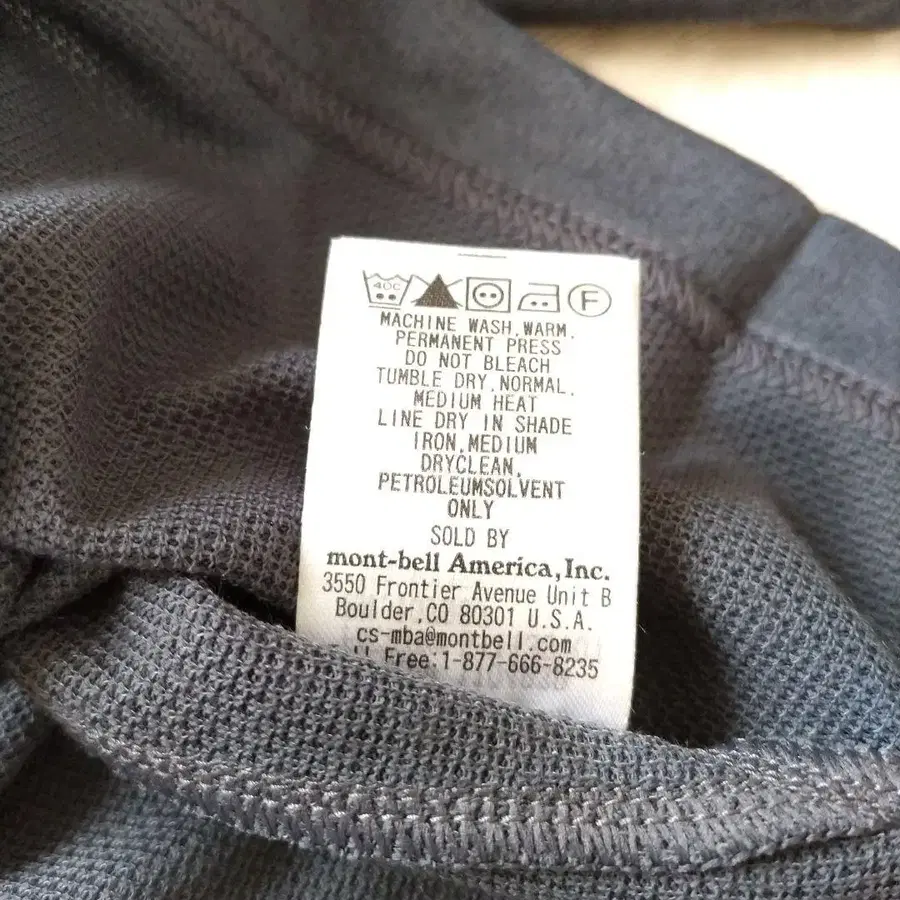 40C F
MACHINE WASH, WARM.
PERMANENT PRESS
DO NOT BLEACH
TUMBLE DRY, NORMAL,
MEDIUM HEAT
LINE DRY IN SHADE
IRON, MEDIUM
DRYCLEAN,
PETROLEUMSOLVENT
ONLY
SOLD BY
mont-bell America, Inc.
3550 Frontier Avenue Unit B
Boulder, CO 80301 U.S.A.
cs-mba@montbell.com
Free:1-877-666-8235